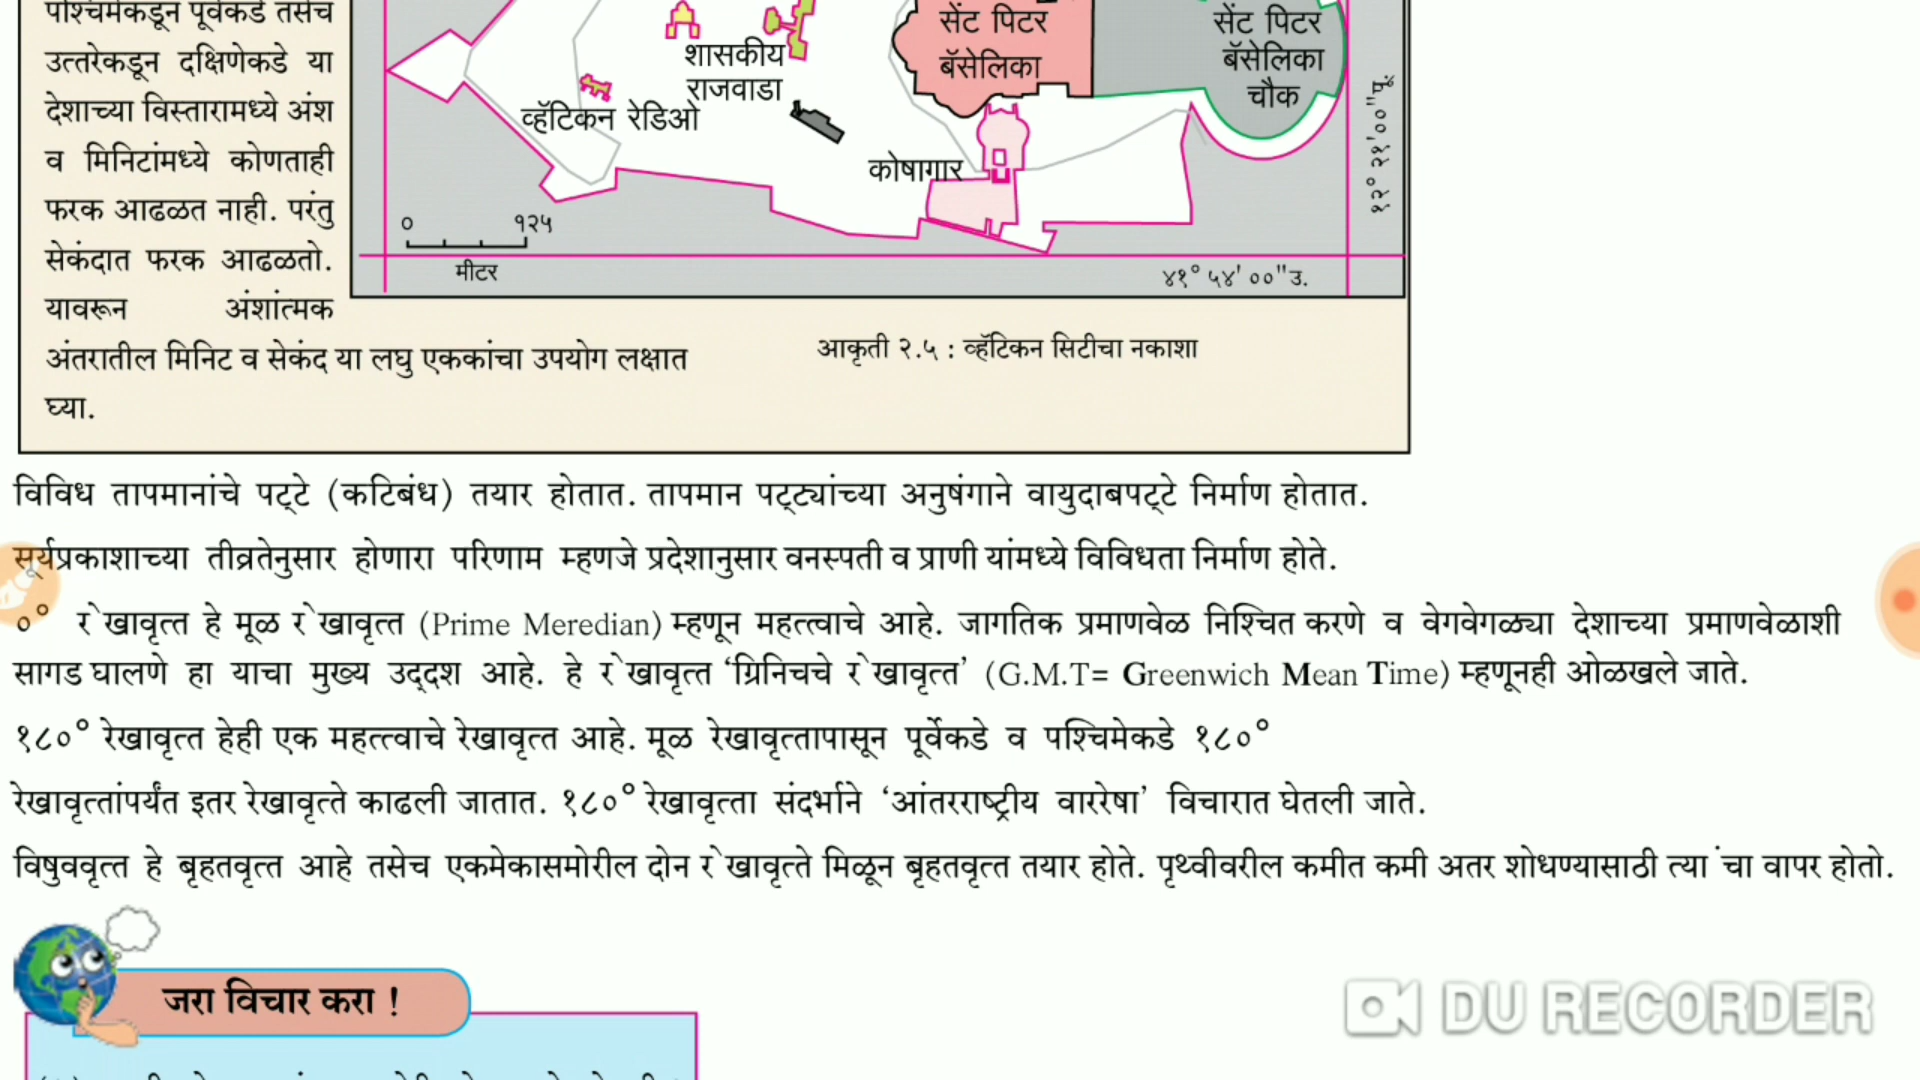 पश्चिमेकडून पूर्वेकडे तसेच
उत्तरेकडून दक्षिणेकडे या
देशाच्या विस्तारामध्ये अंश
व मिनिटांमध्ये कोणताही
फरक आढळत नाही. परंतु
सेकंदात फरक आढळतो.
यावरून अंशांत्मक
अंतरातील मिनिट व सेकंद या लघु एककांचा उपयोग लक्षात
घ्या.
शासकीय
राजवाडा
व्हॅटिकन रेडिओ
सेंट पिटर
बॅसेलिका
सेंट पिटर
बॅसेलिका
चौक
कोषागार
० १२५
मीटर
१२° २१' ००"पू.
४१° ५४' ००"उ.
आकृती २.५ : व्हॅटिकन सिटीचा नकाशा
विविध तापमानांचे पट्टे (कटिबंध) तयार होतात. तापमान पट्ट्यांच्या अनुषंगाने वायुदाबपट्टे निर्माण होतात.
सूर्यप्रकाशाच्या तीव्रतेनुसार होणारा परिणाम म्हणजे प्रदेशानुसार वनस्पती व प्राणी यांमध्ये विविधता निर्माण होते.
०° रेखावृत्त हे मूळ रेखावृत्त (Prime Meredian) म्हणून महत्त्वाचे आहे. जागतिक प्रमाणवेळ निश्चित करणे व वेगवेगळ्या देशाच्या प्रमाणवेळाशी
सागड घालणे हा याचा मुख्य उद्दश आहे. हे रेखावृत्त ‘ग्रिनिचचे रेखावृत्त’ (G.M.T= Greenwich Mean Time) म्हणूनही ओळखले जाते.
१८०° रेखावृत्त हेही एक महत्त्वाचे रेखावृत्त आहे. मूळ रेखावृत्तापासून पूर्वेकडे व पश्चिमेकडे १८०°
रेखावृत्तांपर्यंत इतर रेखावृत्ते काढली जातात. १८०° रेखावृत्ता संदर्भाने ‘आंतरराष्ट्रीय वाररेषा’ विचारात घेतली जाते.
विषुववृत्त हे बृहतवृत्त आहे तसेच एकमेकासमोरील दोन रेखावृत्ते मिळून बृहतवृत्त तयार होते. पृथ्वीवरील कमीत कमी अतर शोधण्यासाठी त्यांचा वापर होतो.
जरा विचार करा !
DU RECORDER